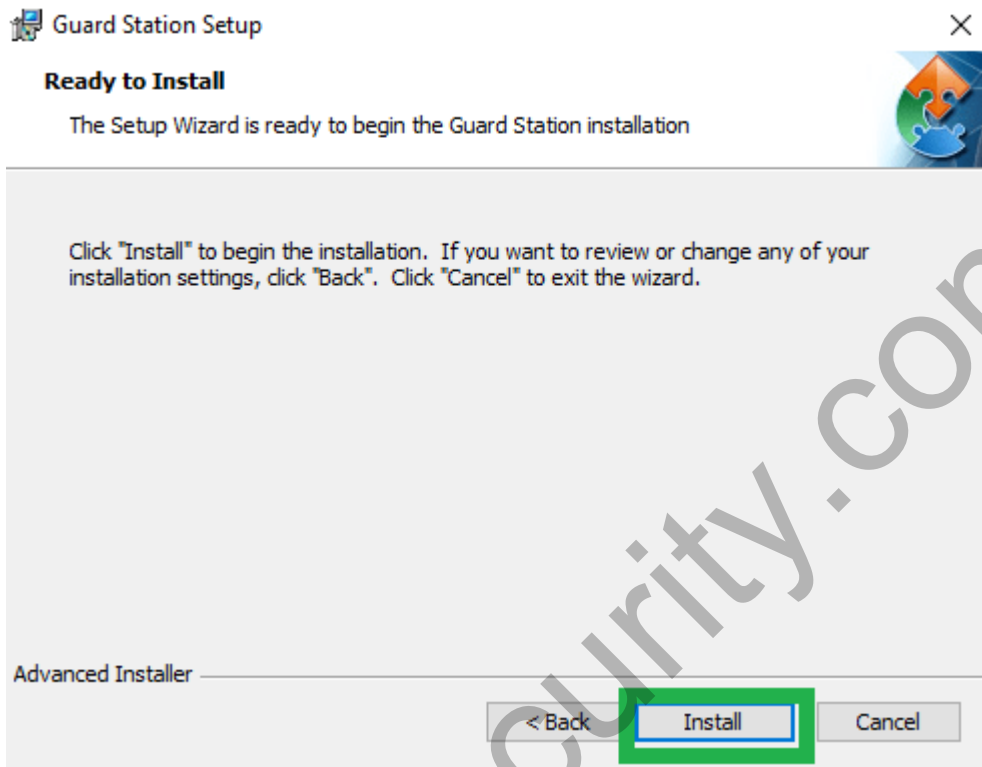 Guard Station Setup
Ready to Install
The Setup Wizard is ready to begin the Guard Station installation
Click "Install" to begin the installation.  If you want to review or change any of your
installation settings, click "Back".  Click "Cancel" to exit the wizard.
Advanced Installer
< Back
Install
Cancel
curity.co